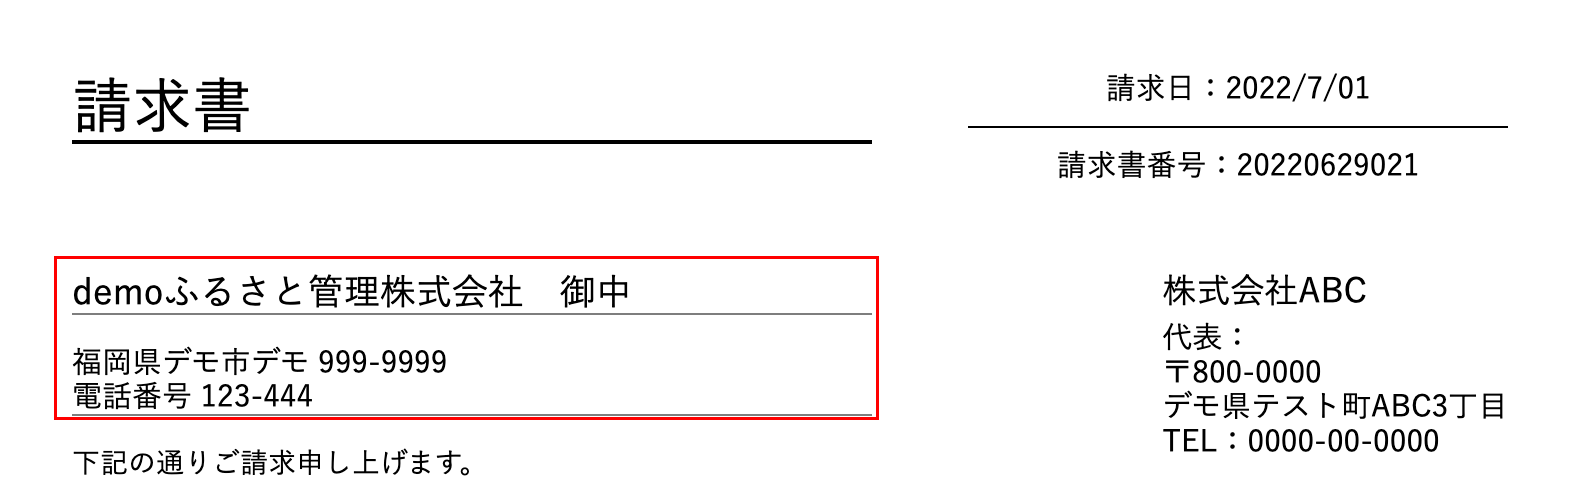 請求書
請求日：2022/7/01
請求書番号：20220629021
demoふるさと管理株式会社　御中
福岡県デモ市デモ 999-9999
電話番号 123-444
下記の通りご請求申し上げます。
株式会社ABC
代表：
〒800-0000
デモ県テスト町ABC3丁目
TEL：0000-00-0000